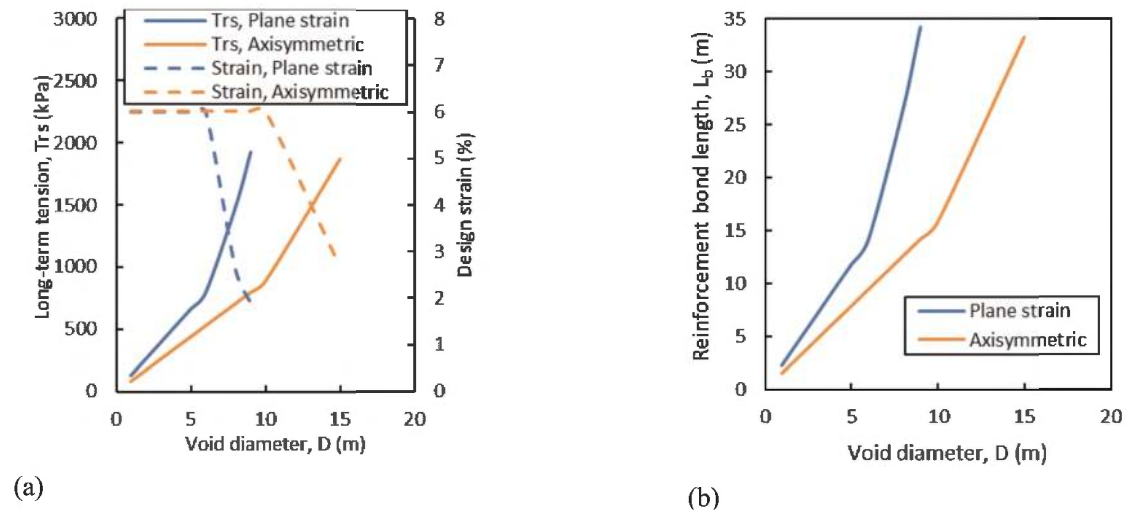 Trs, Plane strain
Trs, Axisymmetric
Strain, Plane strain
Strain, Axisymmetric
3000
2500
2000
1500
1000
500
0
Long-term tension, Trs (kPa)
8
7
6
5
4
3
2
1
0
Design strain (%)
0 5 10 15 20
Void diameter, D (m)
(a)
35
30
25
20
15
10
5
0
Reinforcement bond length, Lb (m)
Plane strain
Axisymmetric
0 5 10 15 20
Void diameter, D (m)
(b)